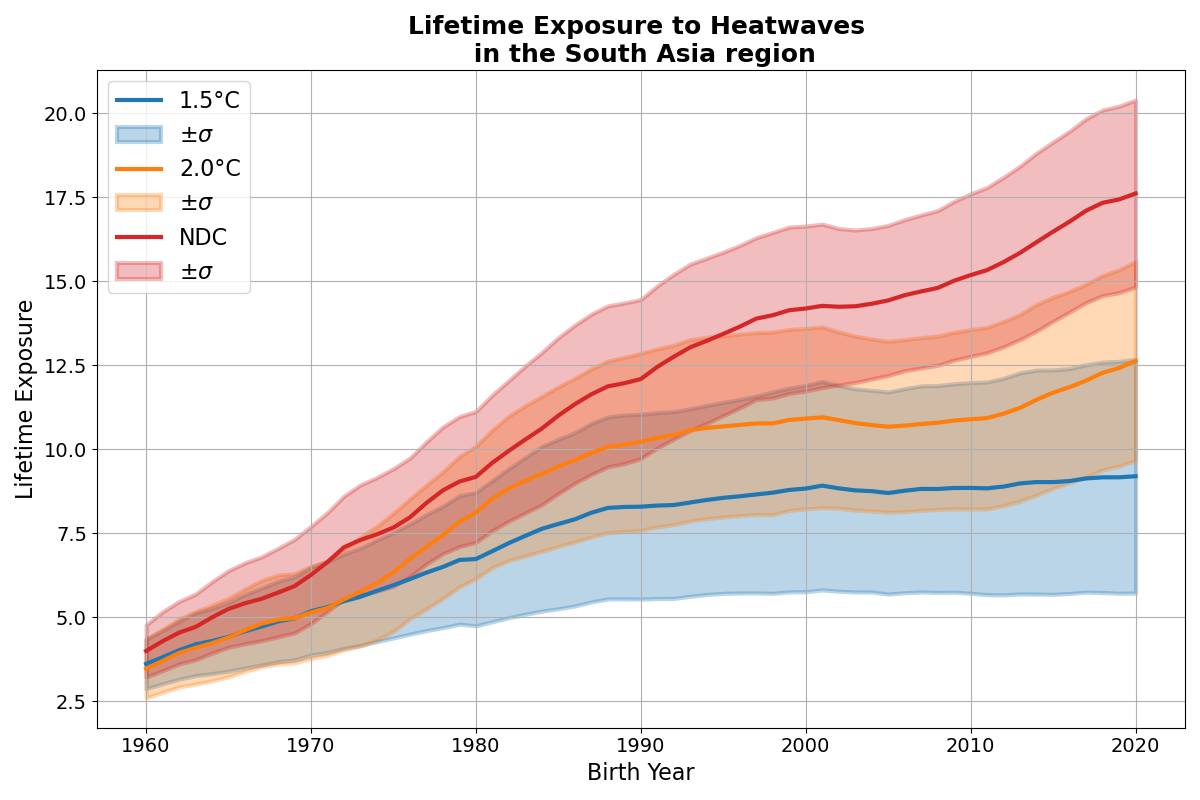 Lifetime Exposure to Heatwaves
in the South Asia region
1.5°C
±σ
2.0°C
±σ
NDC
±σ
Lifetime Exposure
20.0
17.5
15.0
12.5
10.0
7.5
5.0
2.5
1960 1970 1980 1990 2000 2010 2020
Birth Year